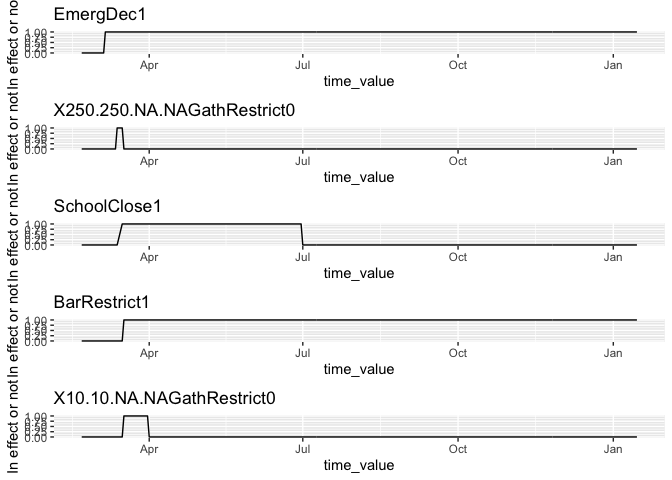 EmergDec1
In effect or not
1.00
0.75
0.50
0.25
0.00
Apr Jul Oct Jan
time_value
X250.250.NA.NAGathRestrict0
In effect or not
1.00
0.75
0.50
0.25
0.00
Apr Jul Oct Jan
time_value
SchoolClose1
In effect or not
1.00
0.75
0.50
0.25
0.00
Apr Jul Oct Jan
time_value
BarRestrict1
In effect or not
1.00
0.75
0.50
0.25
0.00
Apr Jul Oct Jan
time_value
X10.10.NA.NAGathRestrict0
In effect or not
1.00
0.75
0.50
0.25
0.00
Apr Jul Oct Jan
time_value